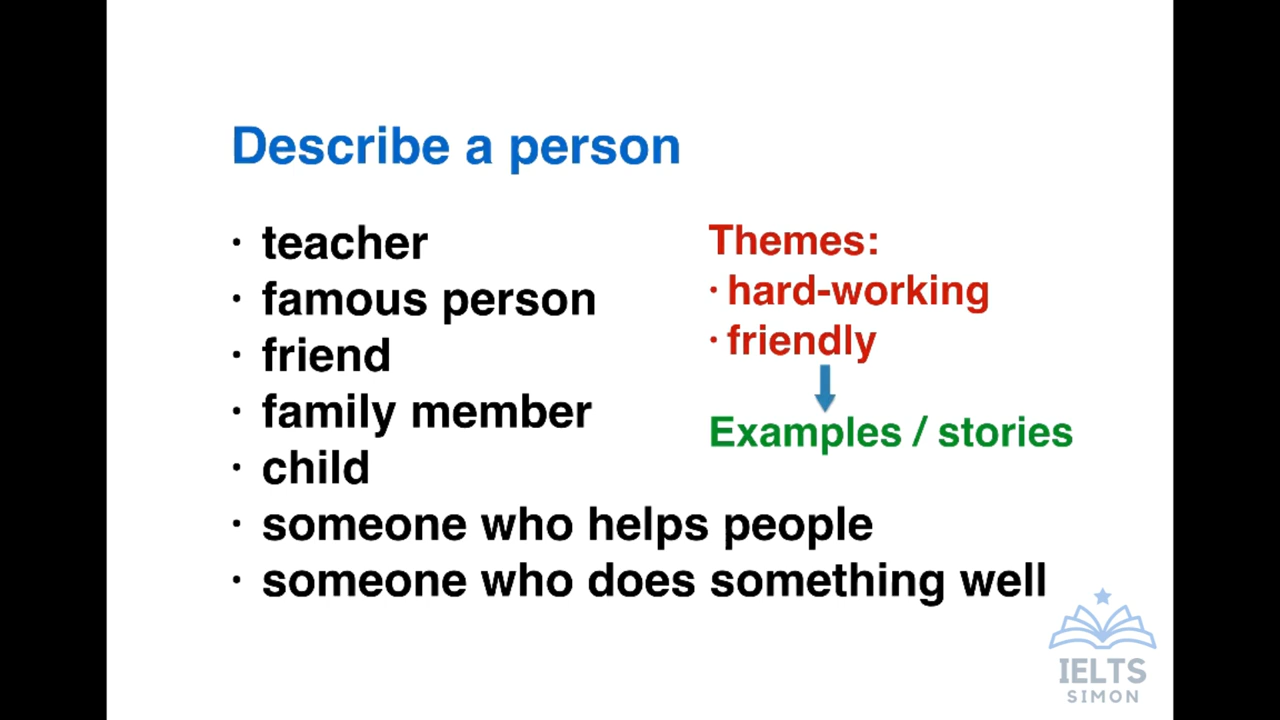 Describe a person
· teacher
· famous person
· friend
· family member
· child
· someone who helps people
· someone who does something well
Themes:
· hard-working
· friendly
Examples / stories
IELTS
SIMON